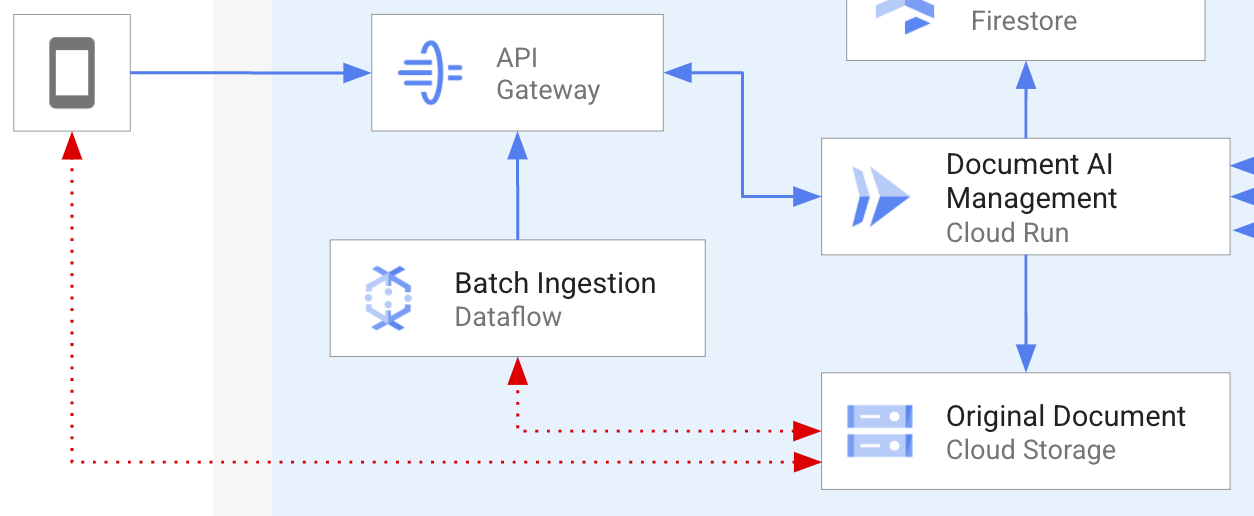 Firestore
API
Gateway
Document AI
Management
Cloud Run
Batch Ingestion
Dataflow
Original Document
Cloud Storage